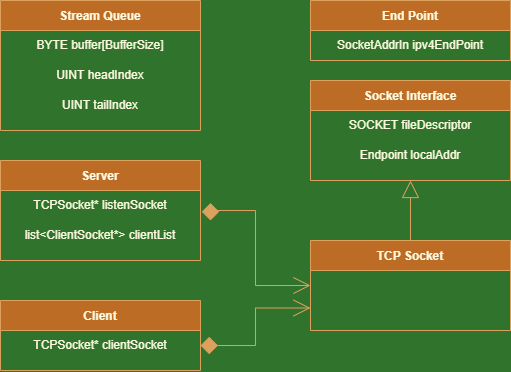 Stream Queue
BYTE buffer[BufferSize]
UINT headIndex
UINT tailIndex
End Point
SocketAddrIn ipv4EndPoint
Socket Interface
SOCKET fileDescriptor
Endpoint localAddr
Server
TCPSocket* listenSocket
list<ClientSocket*> clientList
TCP Socket
Client
TCPSocket* clientSocket